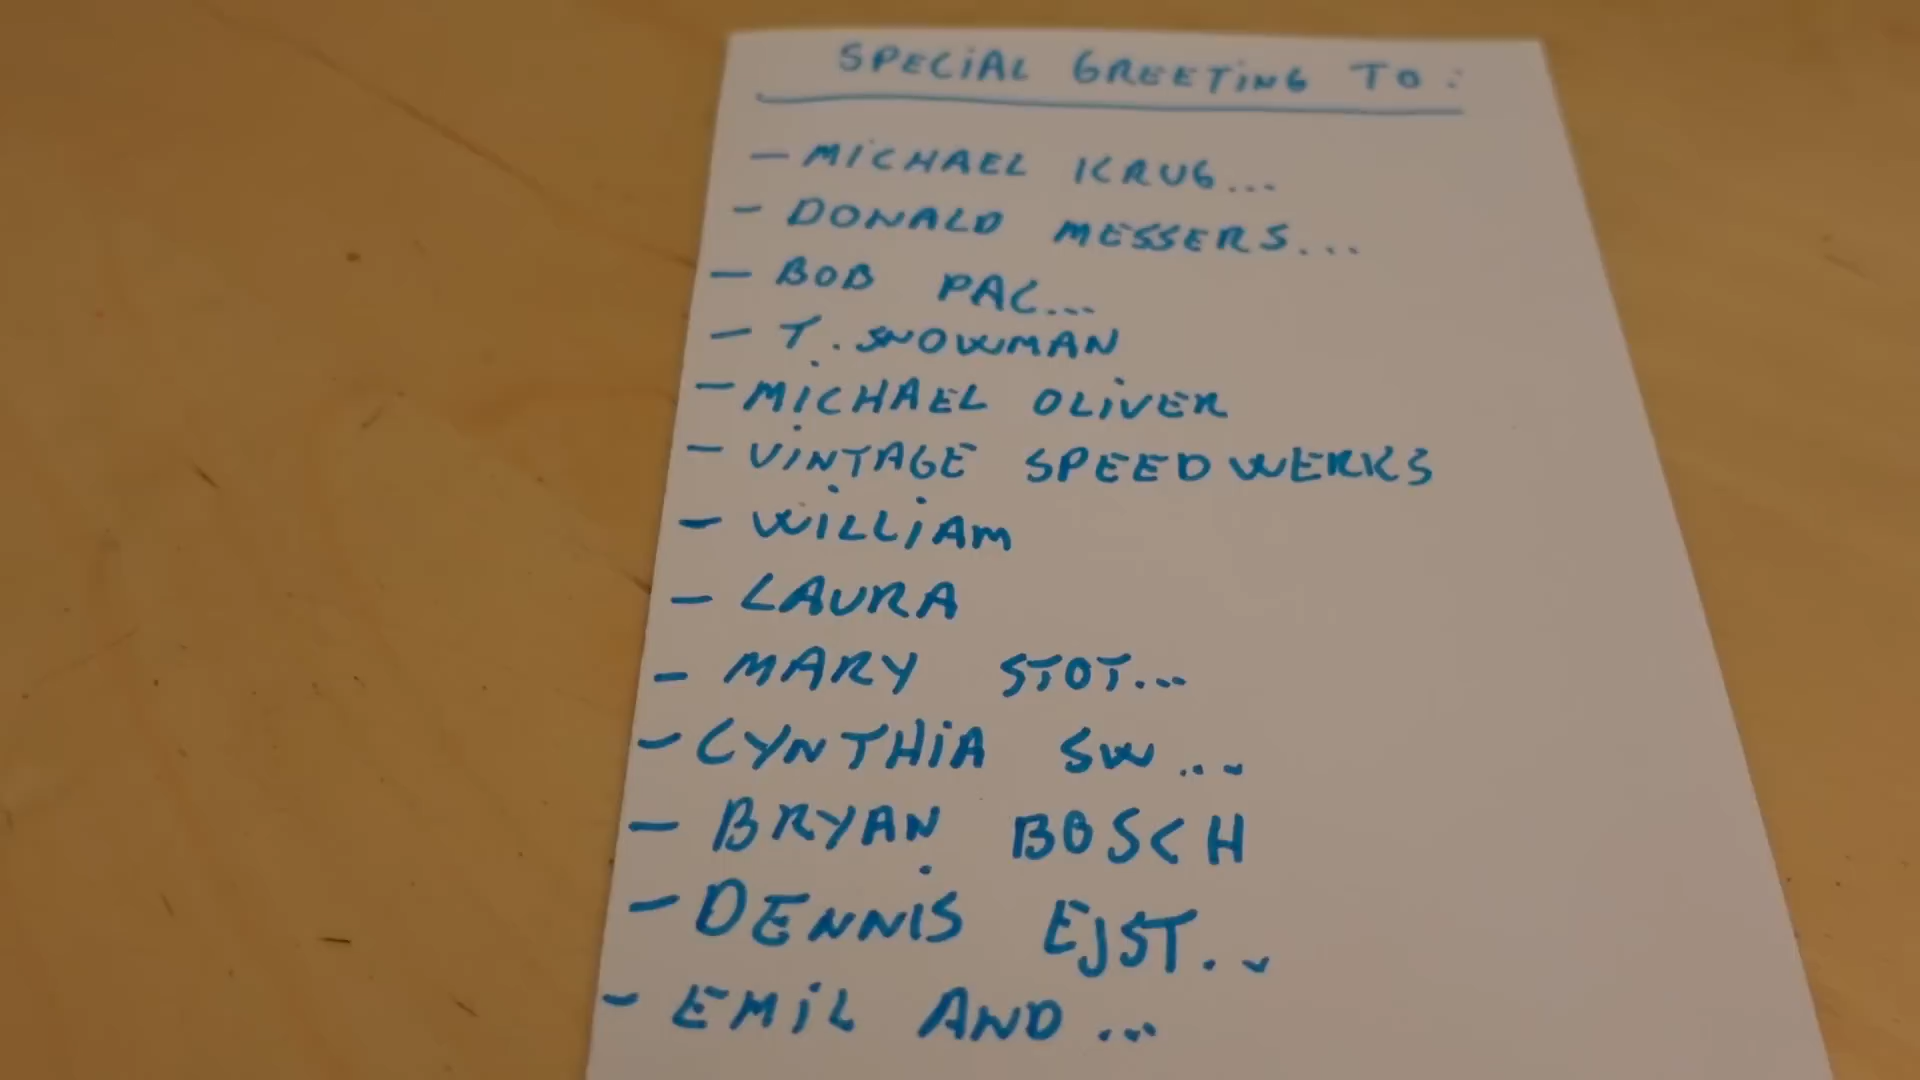 SPECiAL GREETiNG TO:
- MiCHAEL KRUG...
- DONALD MESSERS...
- BOB PAC...
- T. SNOWMAN
- MiCHAEL OLiVER
- ViNTAGE SPEEDWERKS
- WiLLiAM
- LAURA
- MARY STOT...
- CYNTHiA SW...
- BRYAN BOSCH
- DENNiS EJST...
- EMiL AND...